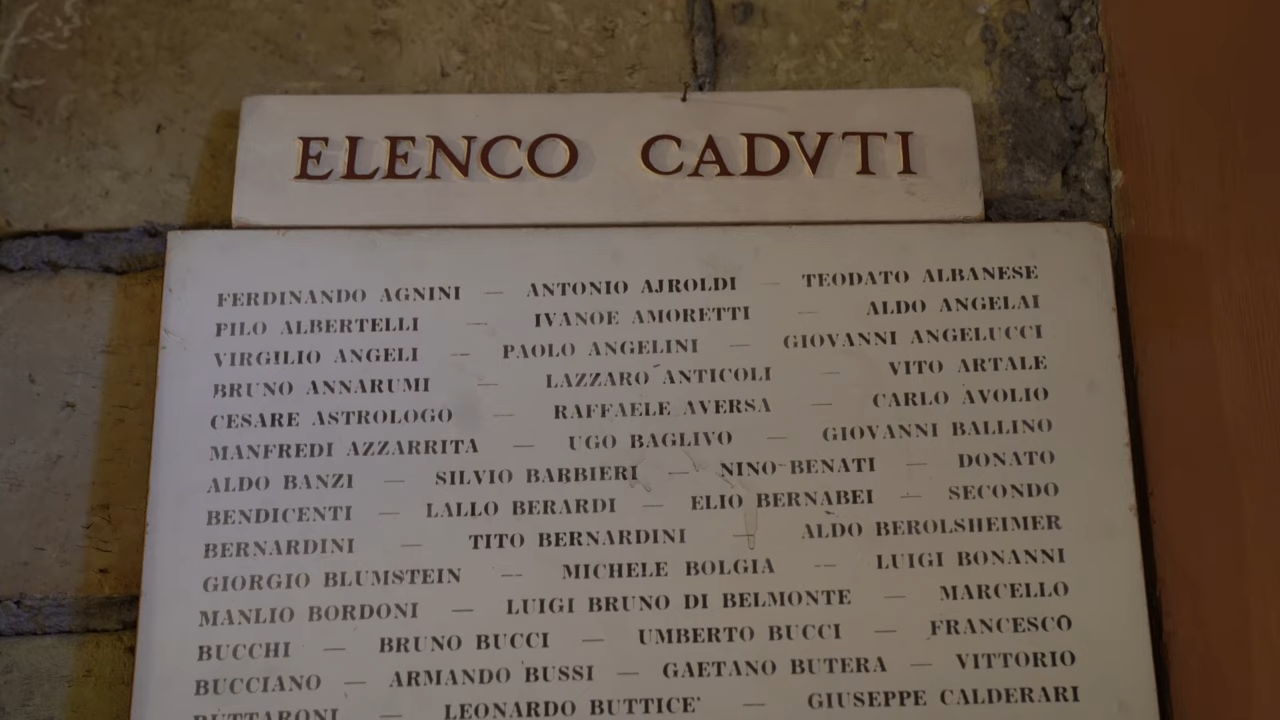 ELENCO CADVTI
FERDINANDO AGNINI — ANTONIO AJROLDI — TEODATO ALBANESE
PILO ALBERTELLI — IVANOE AMORETTI — ALDO ANGELAI
VIRGILIO ANGELI — PAOLO ANGELINI — GIOVANNI ANGELUCCI
BRUNO ANNARUMI — LAZZARO ANTICOLI — VITO ARTALE
CESARE ASTROLOGO — RAFFAELE AVERSA — CARLO AVOLIO
MANFREDI AZZARRITA — UGO BAGLIVO — GIOVANNI BALLINO
ALDO BANZI — SILVIO BARBIERI — NINO BENATI — DONATO
BENDICENTI — LALLO BERARDI — ELIO BERNABEI — SECONDO
BERNARDINI — TITO BERNARDINI — ALDO BEROLSHEIMER
GIORGIO BLUMSTEIN — MICHELE BOLGIA — LUIGI BONANNI
MANLIO BORDONI — LUIGI BRUNO DI BELMONTE — MARCELLO
BUCCHI — BRUNO BUCCI — UMBERTO BUCCI — FRANCESCO
BUCCIANO — ARMANDO BUSSI — GAETANO BUTERA — VITTORIO
BUTTARONI — LEONARDO BUTTICE' — GIUSEPPE CALDERARI